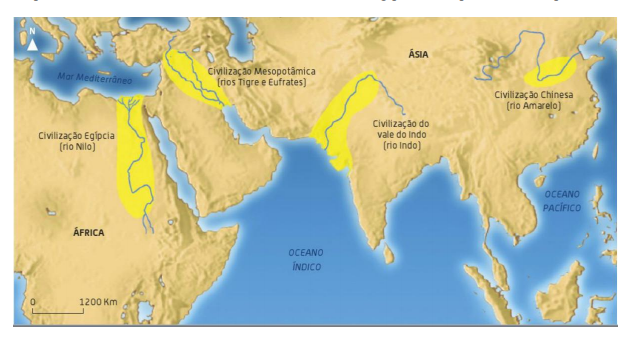 N
ÁSIA
Mar Mediterrâneo
Civilização Mesopotâmica
(rios Tigre e Eufrates)
Civilização Chinesa
(rio Amarelo)
Civilização Egípcia
(rio Nilo)
Civilização do
vale do Indo
(rio Indo)
OCEANO
PACÍFICO
ÁFRICA
OCEANO
ÍNDICO
0 1200 Km